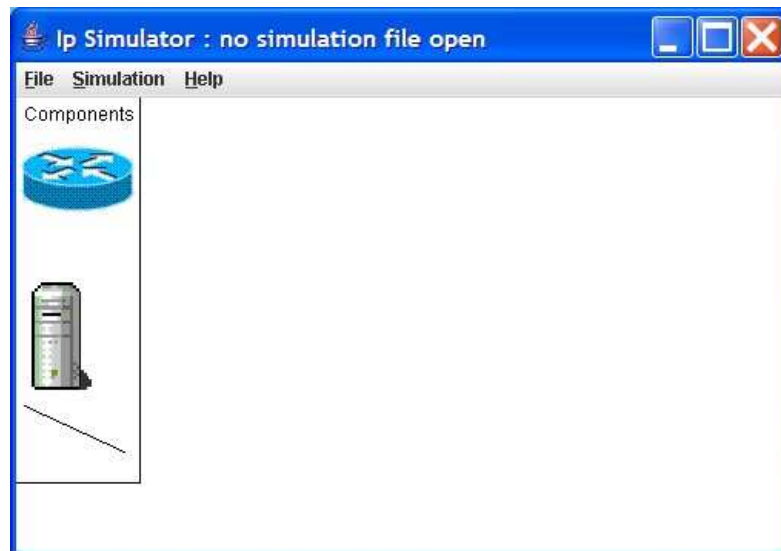 Ip Simulator : no simulation file open
File Simulation Help
Components